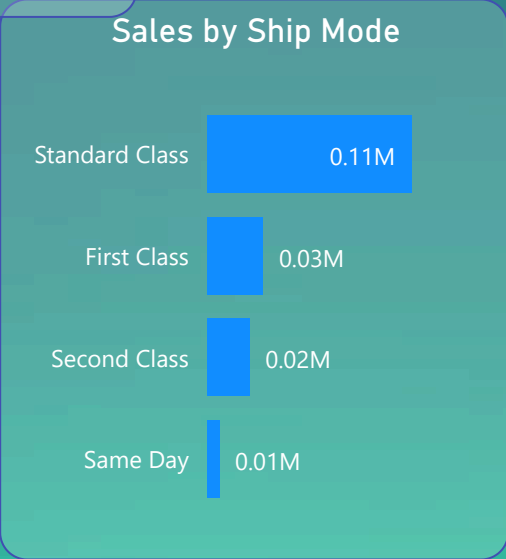 Sales by Ship Mode
Standard Class 0.11M
First Class 0.03M
Second Class 0.02M
Same Day 0.01M